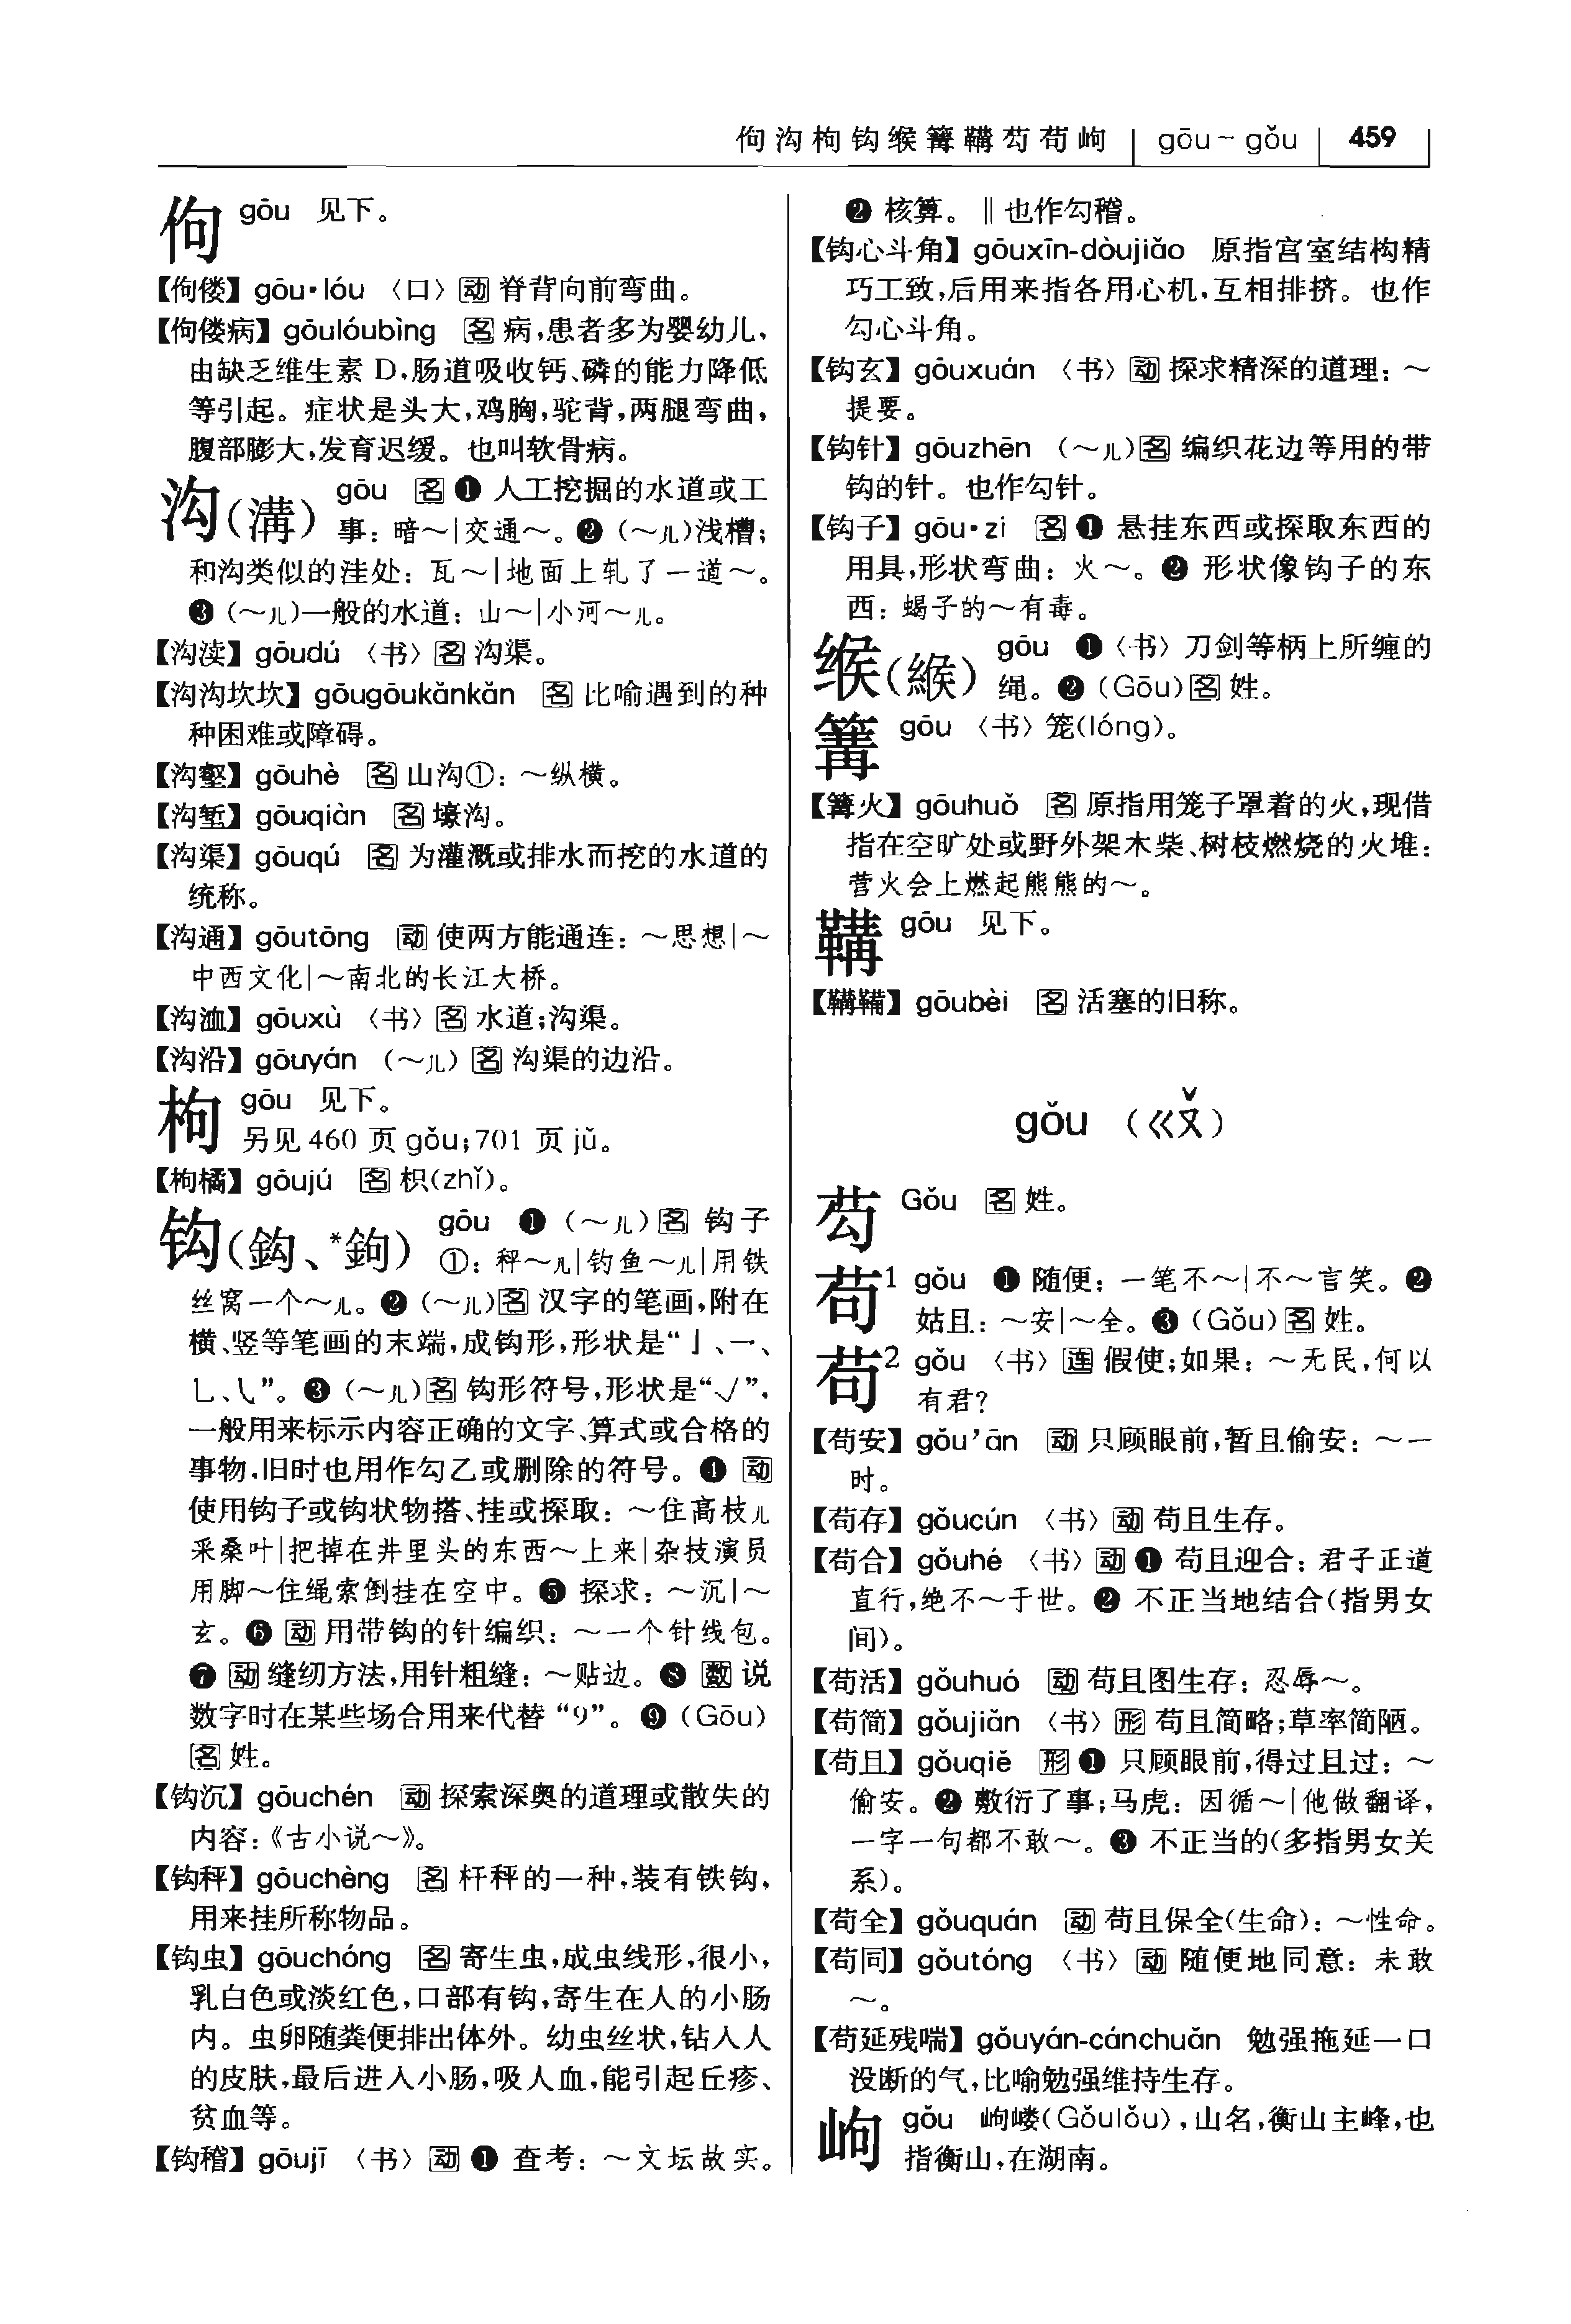 佝沟枸钩缑篝鞲芶苟岣 gōu－gǒu 459
佝 gōu 见下。
【佝偻】gōu·lóu 〈口〉动 脊背向前弯曲。
【佝偻病】gōulóubìng 名 病,患者多为婴幼儿,
由缺乏维生素 D,肠道吸收钙、磷的能力降低
等引起。症状是头大,鸡胸,驼背,两腿弯曲,
腹部膨大,发育迟缓。也叫软骨病。
沟(溝) gōu 名 ❶ 人工挖掘的水道或工
事：暗～|交通～。❷（～儿）浅槽;
和沟类似的洼处：瓦～|地面上轧了一道～。
❸（～儿）一般的水道：山～|小河～儿。
【沟渎】gōudú 〈书〉名 沟渠。
【沟沟坎坎】gōugōukǎnkǎn 名 比喻遇到的种
种困难或障碍。
【沟壑】gōuhè 名 山沟①：～纵横。
【沟堑】gōuqiàn 名 壕沟。
【沟渠】gōuqú 名 为灌溉或排水而挖的水道的
统称。
【沟通】gōutōng 动 使两方能通连：～思想|～
中西文化|～南北的长江大桥。
【沟洫】gōuxù 〈书〉名 水道;沟渠。
【沟沿】gōuyán （～儿）名 沟渠的边沿。
枸 gōu 见下。
另见 460 页 gǒu;701 页 jǔ。
【枸橘】gōujú 名 枳(zhǐ)。
钩(鈎、*鉤) gōu ❶（～儿）名 钩子
①：秤～儿|钓鱼～儿|用铁
丝窝一个～儿。❷（～儿）名 汉字的笔画,附在
横、竖等笔画的末端,成钩形,形状是“亅、乛、
乚、㇂”。❸（～儿）名 钩形符号,形状是“√”,
一般用来标示内容正确的文字、算式或合格的
事物,旧时也用作勾乙或删除的符号。❹ 动
使用钩子或钩状物搭、挂或探取：～住高枝儿
采桑叶|把掉在井里头的东西～上来|杂技演员
用脚～住绳索倒挂在空中。❺ 探求：～沉|～
玄。❻ 动 用带钩的针编织：～一个针线包。
❼ 动 缝纫方法,用针粗缝：～贴边。❽ 数 说
数字时在某些场合用来代替“9”。❾（Gōu）
名 姓。
【钩沉】gōuchén 动 探索深奥的道理或散失的
内容：《古小说～》。
【钩秤】gōuchèng 名 杆秤的一种,装有铁钩,
用来挂所称物品。
【钩虫】gōuchóng 名 寄生虫,成虫线形,很小,
乳白色或淡红色,口部有钩,寄生在人的小肠
内。虫卵随粪便排出体外。幼虫丝状,钻入人
的皮肤,最后进入小肠,吸人血,能引起丘疹、
贫血等。
【钩稽】gōujī 〈书〉动 ❶ 查考：～文坛故实。
❷ 核算。‖也作勾稽。
【钩心斗角】gōuxīn-dòujiǎo 原指宫室结构精
巧工致,后用来指各用心机,互相排挤。也作
勾心斗角。
【钩玄】gōuxuán 〈书〉动 探求精深的道理：～
提要。
【钩针】gōuzhēn （～儿）名 编织花边等用的带
钩的针。也作勾针。
【钩子】gōu·zi 名 ❶ 悬挂东西或探取东西的
用具,形状弯曲：火～。❷ 形状像钩子的东
西：蝎子的～有毒。
缑(緱) gōu ❶〈书〉刀剑等柄上所缠的
绳。❷（Gōu）名 姓。
篝 gōu 〈书〉笼(lóng)。
【篝火】gōuhuǒ 名 原指用笼子罩着的火,现借
指在空旷处或野外架木柴、树枝燃烧的火堆：
营火会上燃起熊熊的～。
鞲 gōu 见下。
【鞲鞴】gōubèi 名 活塞的旧称。
gǒu （ㄍㄡˇ）
芶 Gǒu 名 姓。
苟1 gǒu ❶ 随便：一笔不～|不～言笑。❷
姑且：～安|～全。❸（Gǒu）名 姓。
苟2 gǒu 〈书〉连 假使;如果：～无民,何以
有君?
【苟安】gǒu’ān 动 只顾眼前,暂且偷安：～一
时。
【苟存】gǒucún 〈书〉动 苟且生存。
【苟合】gǒuhé 〈书〉动 ❶ 苟且迎合：君子正道
直行,绝不～于世。❷ 不正当地结合(指男女
间)。
【苟活】gǒuhuó 动 苟且图生存：忍辱～。
【苟简】gǒujiǎn 〈书〉形 苟且简略;草率简陋。
【苟且】gǒuqiě 形 ❶ 只顾眼前,得过且过：～
偷安。❷ 敷衍了事;马虎：因循～|他做翻译,
一字一句都不敢～。❸ 不正当的(多指男女关
系)。
【苟全】gǒuquán 动 苟且保全(生命)：～性命。
【苟同】gǒutóng 〈书〉动 随便地同意：未敢
～。
【苟延残喘】gǒuyán-cánchuǎn 勉强拖延一口
没断的气,比喻勉强维持生存。
岣 gǒu 岣嵝(Gǒulǒu),山名,衡山主峰,也
指衡山,在湖南。